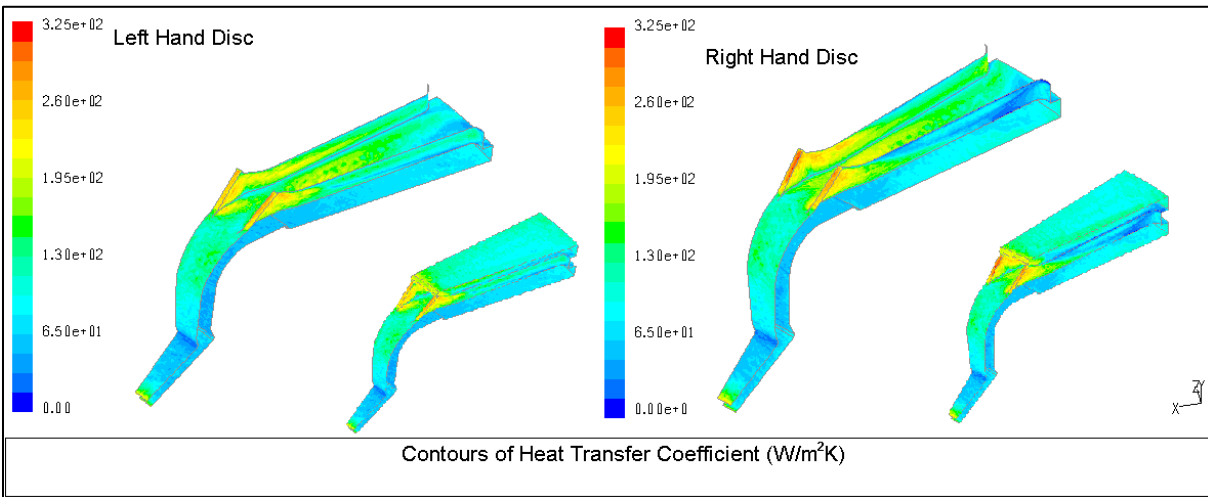 3.25e+02
Left Hand Disc
2.60e+02
1.95e+02
1.30e+02
6.50e+01
0.00
3.25e+02
Right Hand Disc
2.60e+02
1.95e+02
1.30e+02
6.50e+01
0.00e+0
Z Y
X
Contours of Heat Transfer Coefficient (W/m²K)